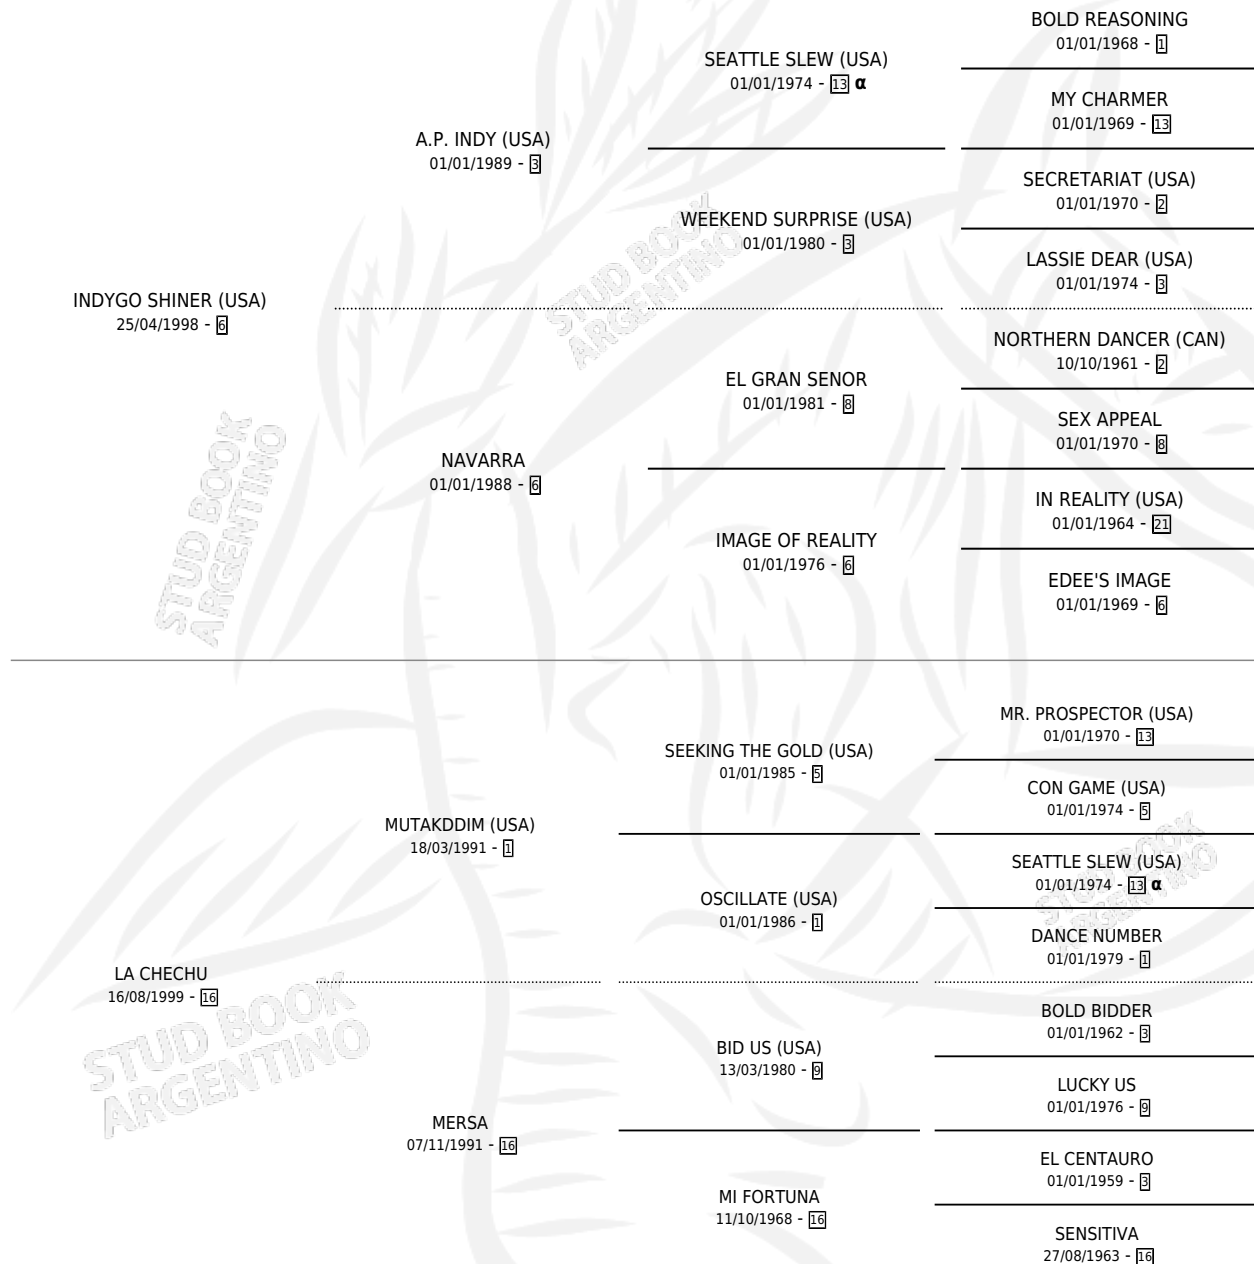 BOLD REASONING
01/01/1968 - 1
SEATTLE SLEW (USA)
01/01/1974 - 13 α
MY CHARMER
01/01/1969 - 13
A.P. INDY (USA)
01/01/1989 - 3
SECRETARIAT (USA)
01/01/1970 - 2
WEEKEND SURPRISE (USA)
01/01/1980 - 3
LASSIE DEAR (USA)
01/01/1974 - 3
INDYGO SHINER (USA)
25/04/1998 - 6
NORTHERN DANCER (CAN)
10/10/1961 - 2
EL GRAN SENOR
01/01/1981 - 8
SEX APPEAL
01/01/1970 - 8
NAVARRA
01/01/1988 - 6
IN REALITY (USA)
01/01/1964 - 21
IMAGE OF REALITY
01/01/1976 - 6
EDEE'S IMAGE
01/01/1969 - 6
MR. PROSPECTOR (USA)
01/01/1970 - 13
SEEKING THE GOLD (USA)
01/01/1985 - 5
CON GAME (USA)
01/01/1974 - 5
MUTAKDDIM (USA)
18/03/1991 - 1
SEATTLE SLEW (USA)
01/01/1974 - 13 α
OSCILLATE (USA)
01/01/1986 - 1
DANCE NUMBER
01/01/1979 - 1
LA CHECHU
16/08/1999 - 16
BOLD BIDDER
01/01/1962 - 3
BID US (USA)
13/03/1980 - 9
LUCKY US
01/01/1976 - 9
MERSA
07/11/1991 - 16
EL CENTAURO
01/01/1959 - 3
MI FORTUNA
11/10/1968 - 16
SENSITIVA
27/08/1963 - 16
STUD BOOK
ARGENTINO
STUD BOOK
ARGENTINO
STUD BOOK
ARGENTINO
STUD BOOK
ARGENTINO